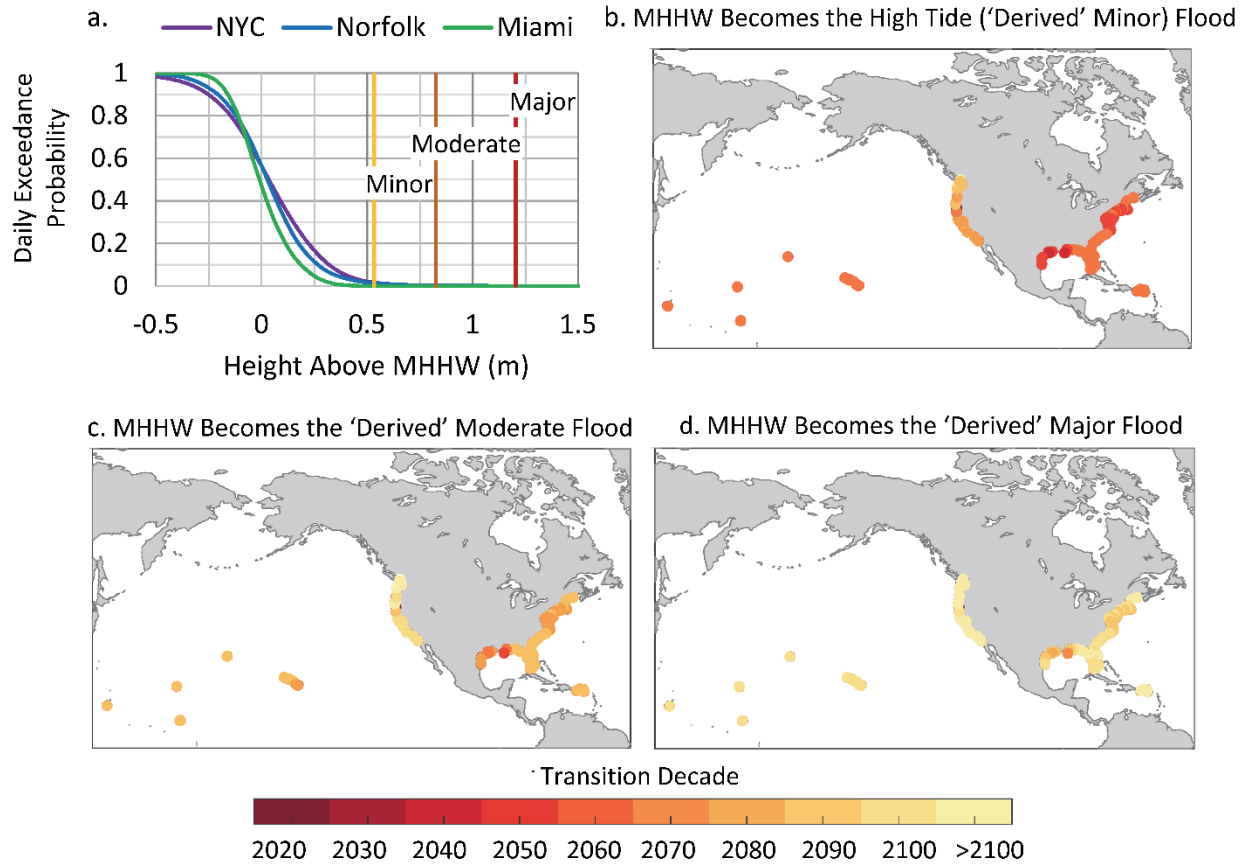 a.
NYC Norfolk Miami
1
0.8
0.6
0.4
0.2
0
Daily Exceedance
Probability
Major
Moderate
Minor
-0.5 0 0.5 1 1.5
Height Above MHHW (m)
b. MHHW Becomes the High Tide (‘Derived’ Minor) Flood
c. MHHW Becomes the ‘Derived’ Moderate Flood
d. MHHW Becomes the ‘Derived’ Major Flood
Transition Decade
2020 2030 2040 2050 2060 2070 2080 2090 2100 >2100